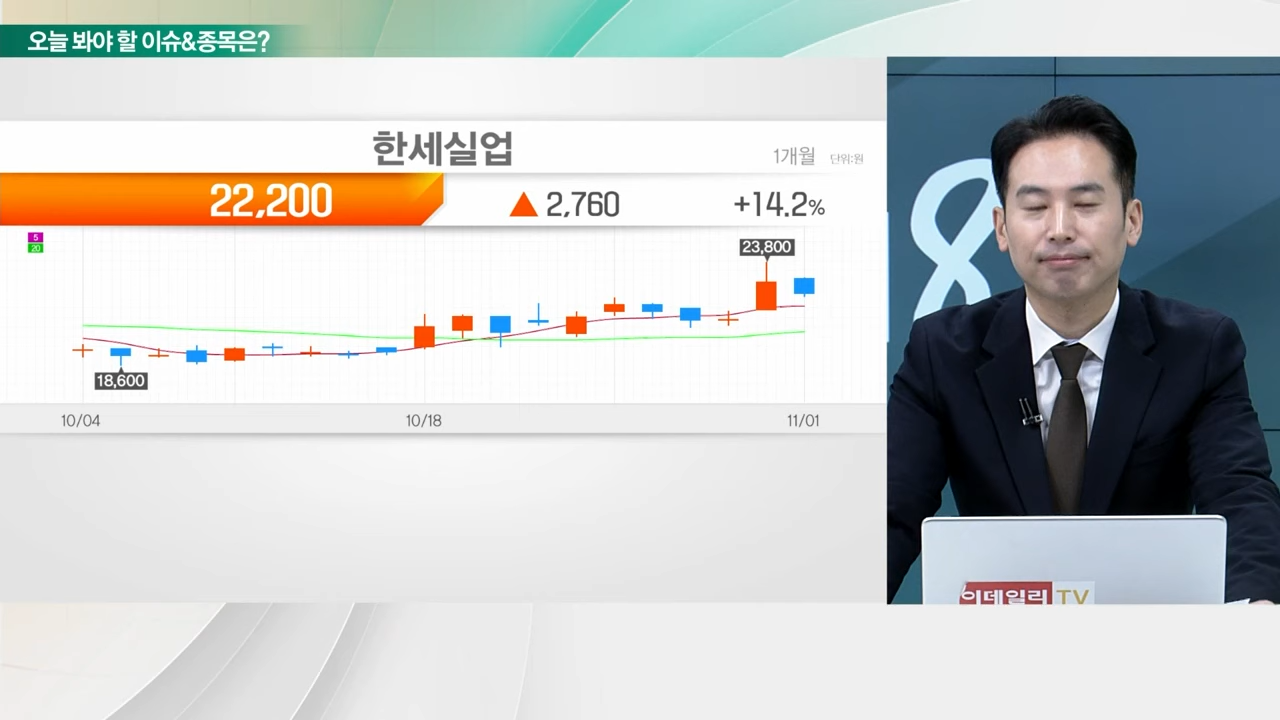 오늘 봐야 할 이슈&종목은?
한세실업
1개월 단위:원
22,200 ▲ 2,760 +14.2%
5
20
23,800
18,600
10/04 10/18 11/01
8
이데일리 TV